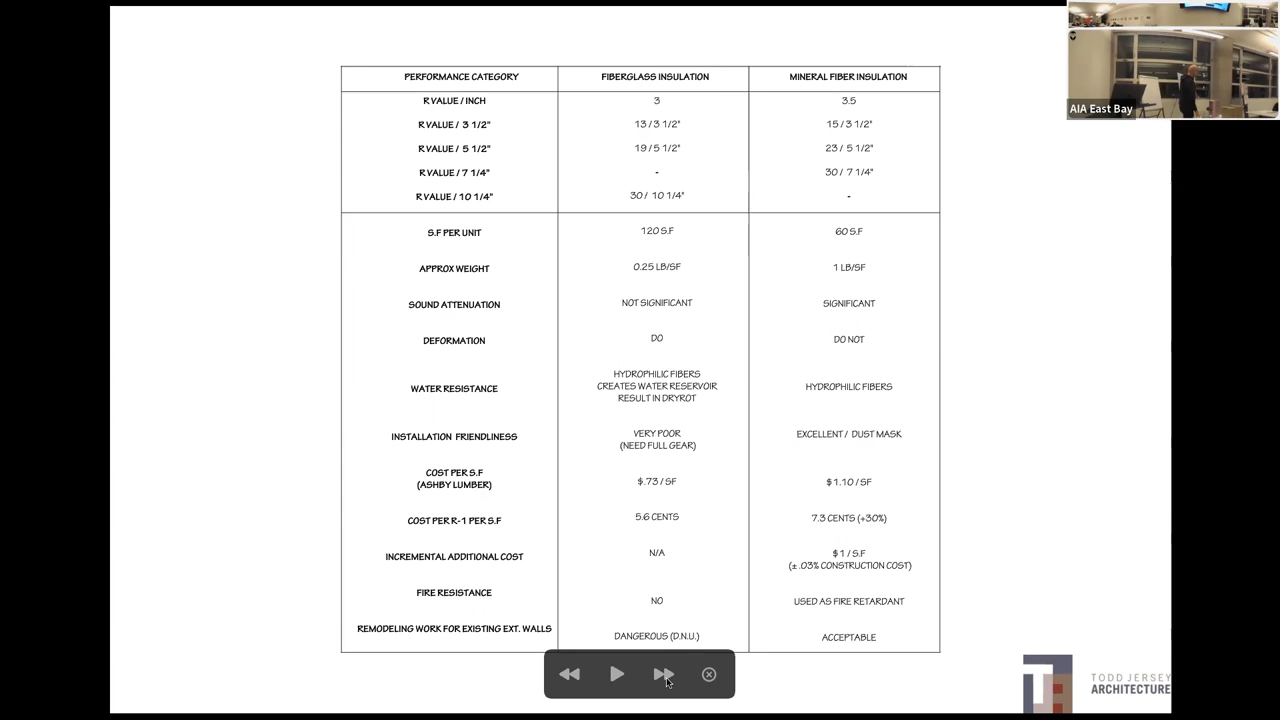 AIA East Bay
PERFORMANCE CATEGORY FIBERGLASS INSULATION MINERAL FIBER INSULATION
R VALUE / INCH 3 3.5
R VALUE / 3 1/2" 13 / 3 1/2" 15 / 3 1/2"
R VALUE / 5 1/2" 19 / 5 1/2" 23 / 5 1/2"
R VALUE / 7 1/4" - 30 / 7 1/4"
R VALUE / 10 1/4" 30 / 10 1/4" -
S.F PER UNIT 120 S.F 60 S.F
APPROX WEIGHT 0.25 LB/SF 1 LB/SF
SOUND ATTENUATION NOT SIGNIFICANT SIGNIFICANT
DEFORMATION DO DO NOT
WATER RESISTANCE HYDROPHILIC FIBERS
CREATES WATER RESERVOIR
RESULT IN DRYROT HYDROPHILIC FIBERS
INSTALLATION FRIENDLINESS VERY POOR
(NEED FULL GEAR) EXCELLENT / DUST MASK
COST PER S.F
(ASHBY LUMBER) $.73 / SF $1.10 / SF
COST PER R-1 PER S.F 5.6 CENTS 7.3 CENTS (+30%)
INCREMENTAL ADDITIONAL COST N/A $1 / S.F
(± .03% CONSTRUCTION COST)
FIRE RESISTANCE NO USED AS FIRE RETARDANT
REMODELING WORK FOR EXISTING EXT. WALLS DANGEROUS (D.N.U.) ACCEPTABLE
TODD JERSEY
ARCHITECTURE